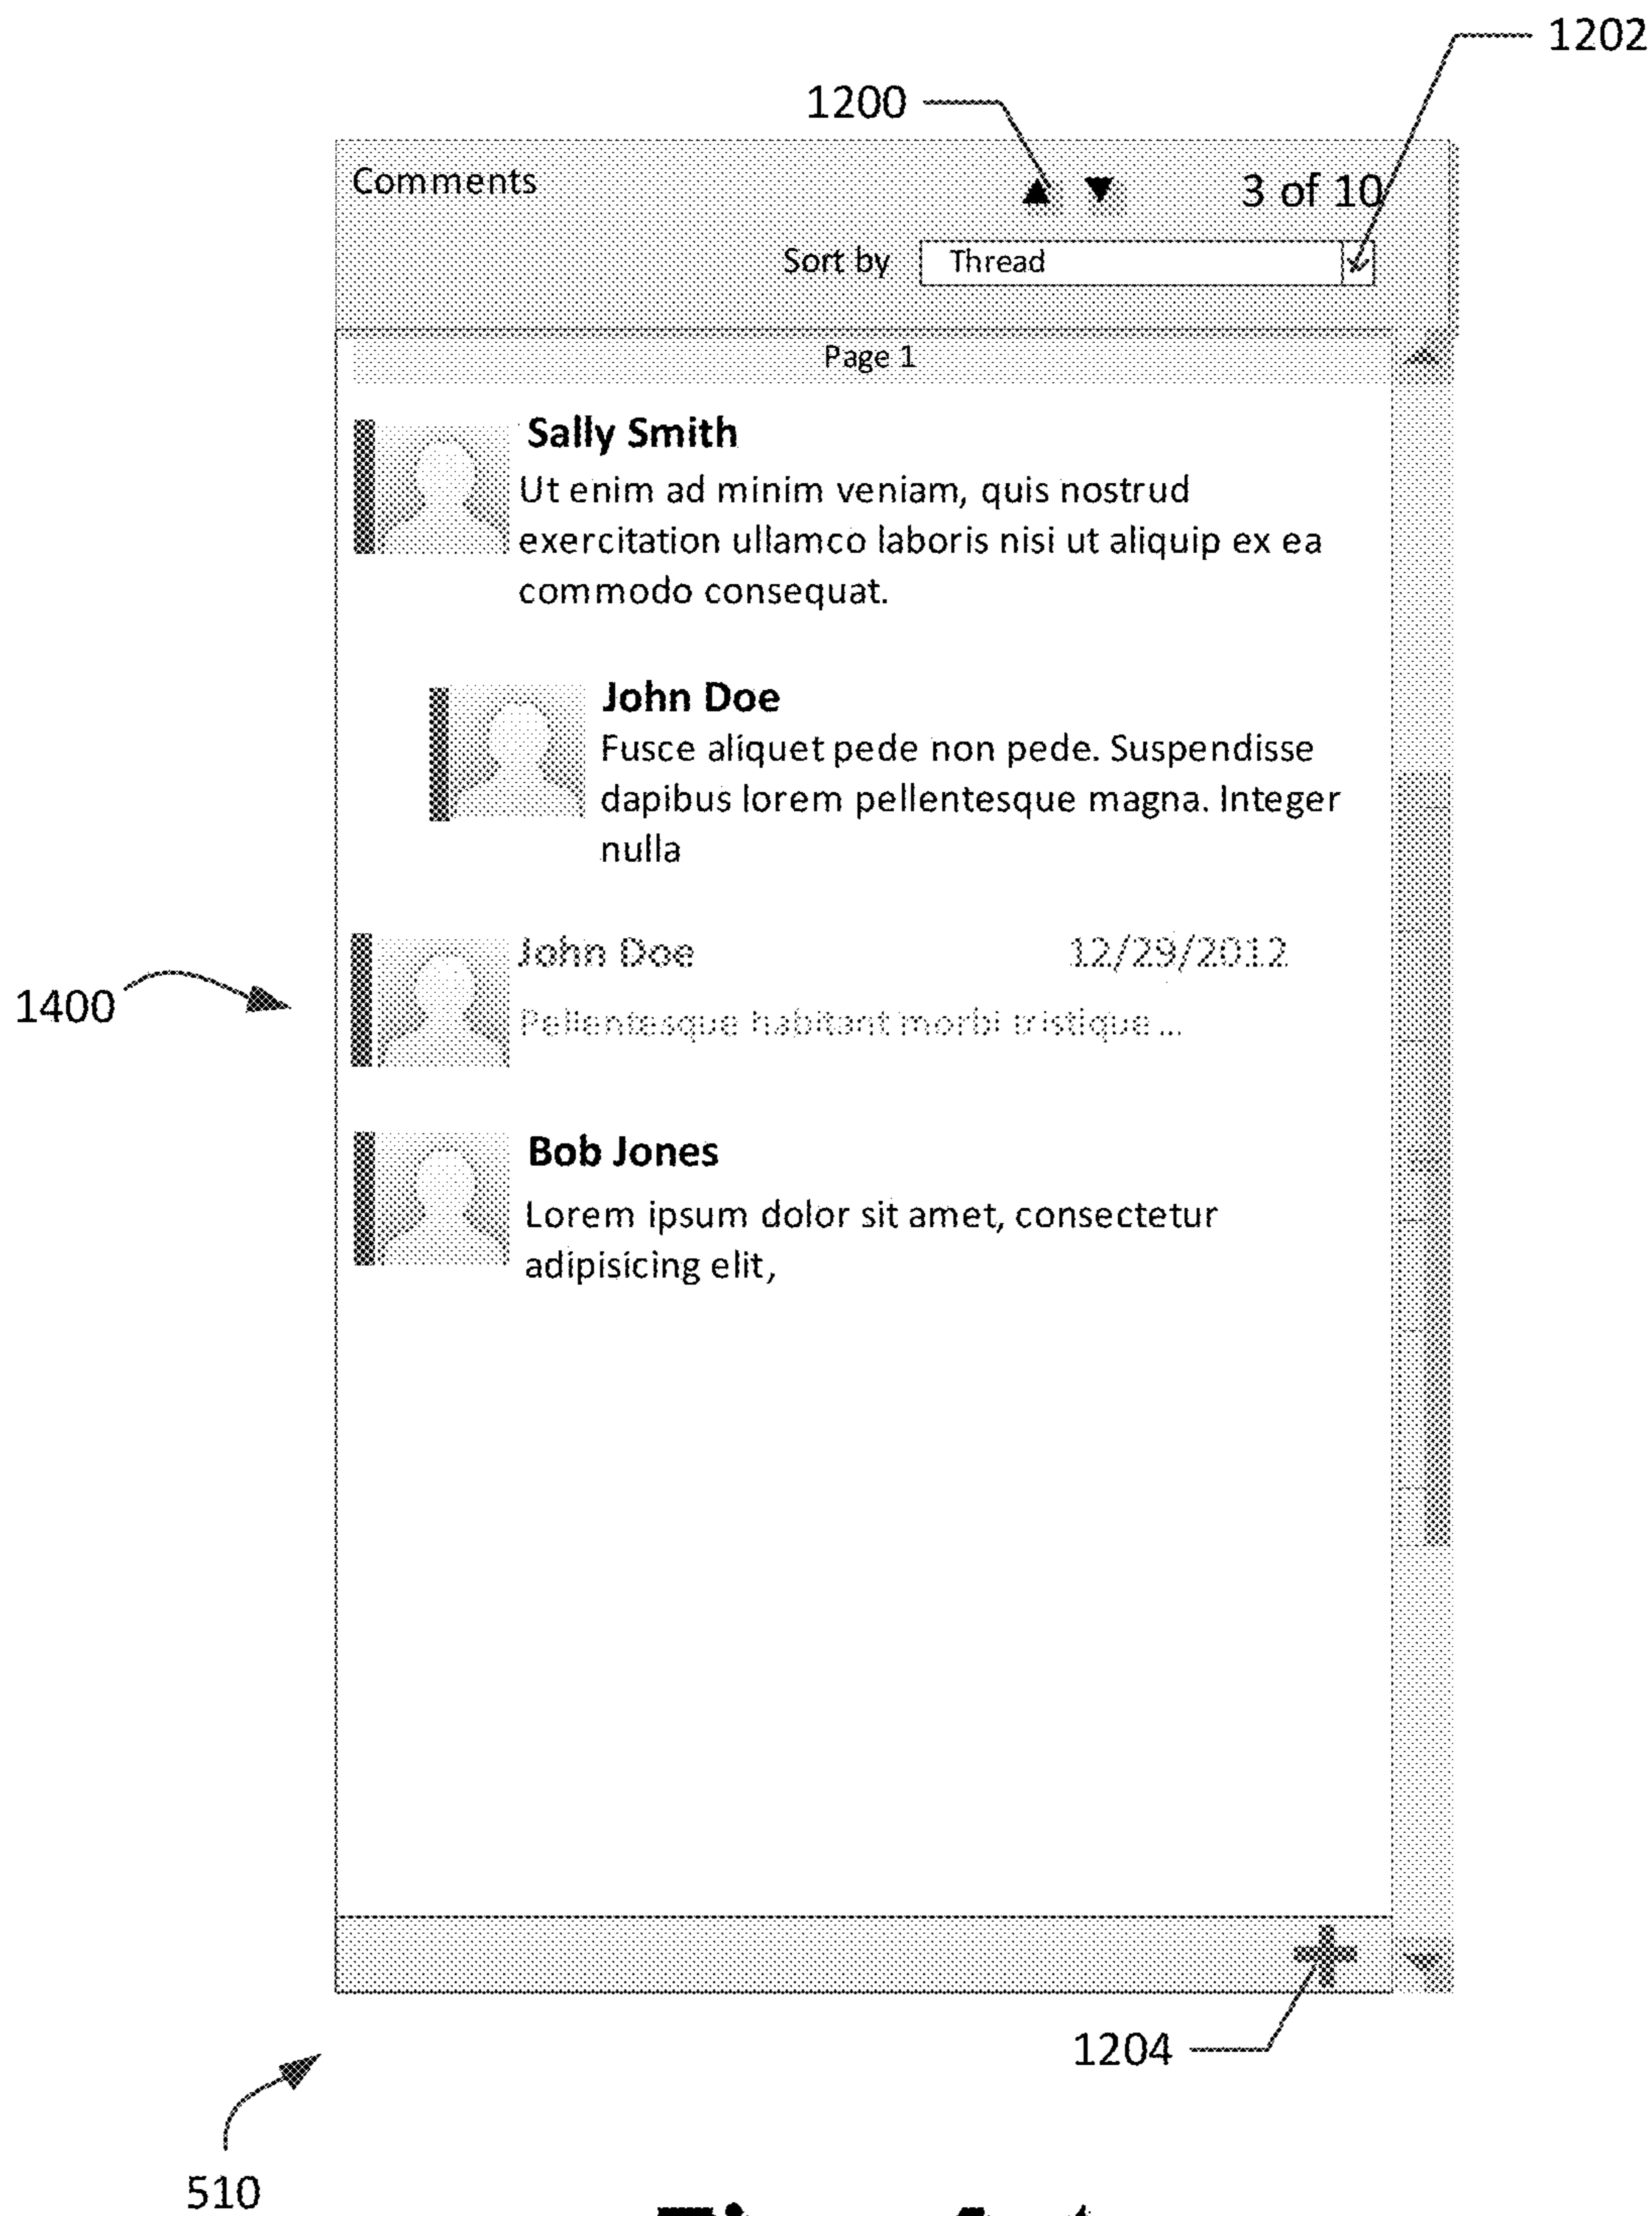 1202
1200
Comments
3 of 10
Sort by Thread
Page 1
Sally Smith
Ut enim ad minim veniam, quis nostrud
exercitation ullamco laboris nisi ut aliquip ex ea
commodo consequat.
John Doe
Fusce aliquet pede non pede. Suspendisse
dapibus lorem pellentesque magna. Integer
nulla
John Doe 12/29/2012
1400
Pellentesque habitant morbi tristique ...
Bob Jones
Lorem ipsum dolor sit amet, consectetur
adipisicing elit,
1204
510